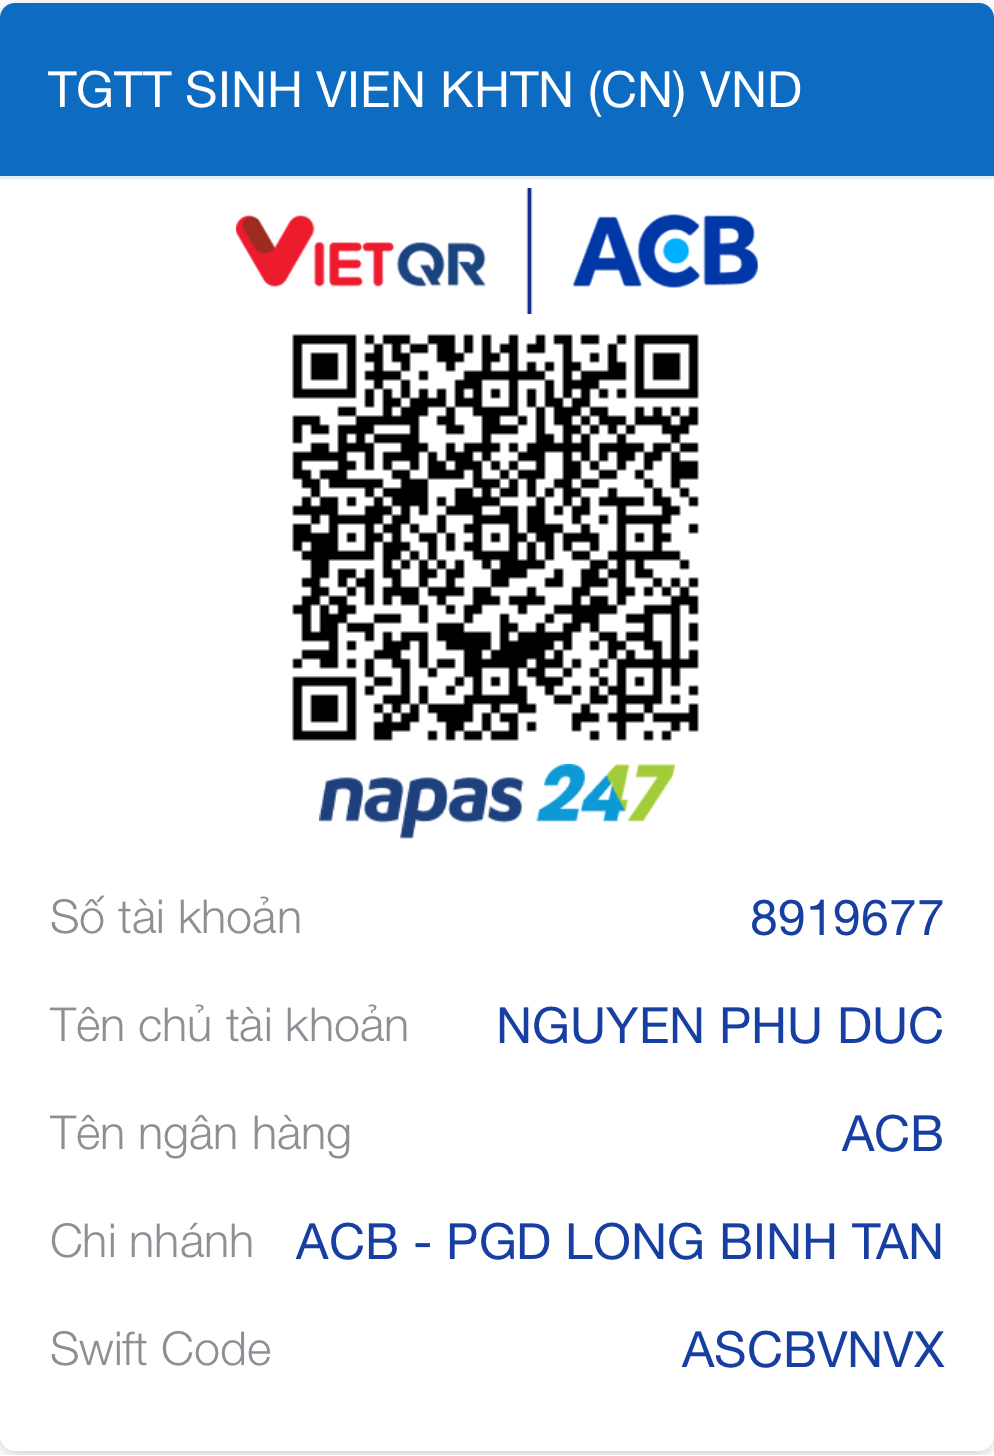 TGTT SINH VIEN KHTN (CN) VND
VIETQR ACB
napas 247
Số tài khoản 8919677
Tên chủ tài khoản NGUYEN PHU DUC
Tên ngân hàng ACB
Chi nhánh ACB - PGD LONG BINH TAN
Swift Code ASCBVNVX